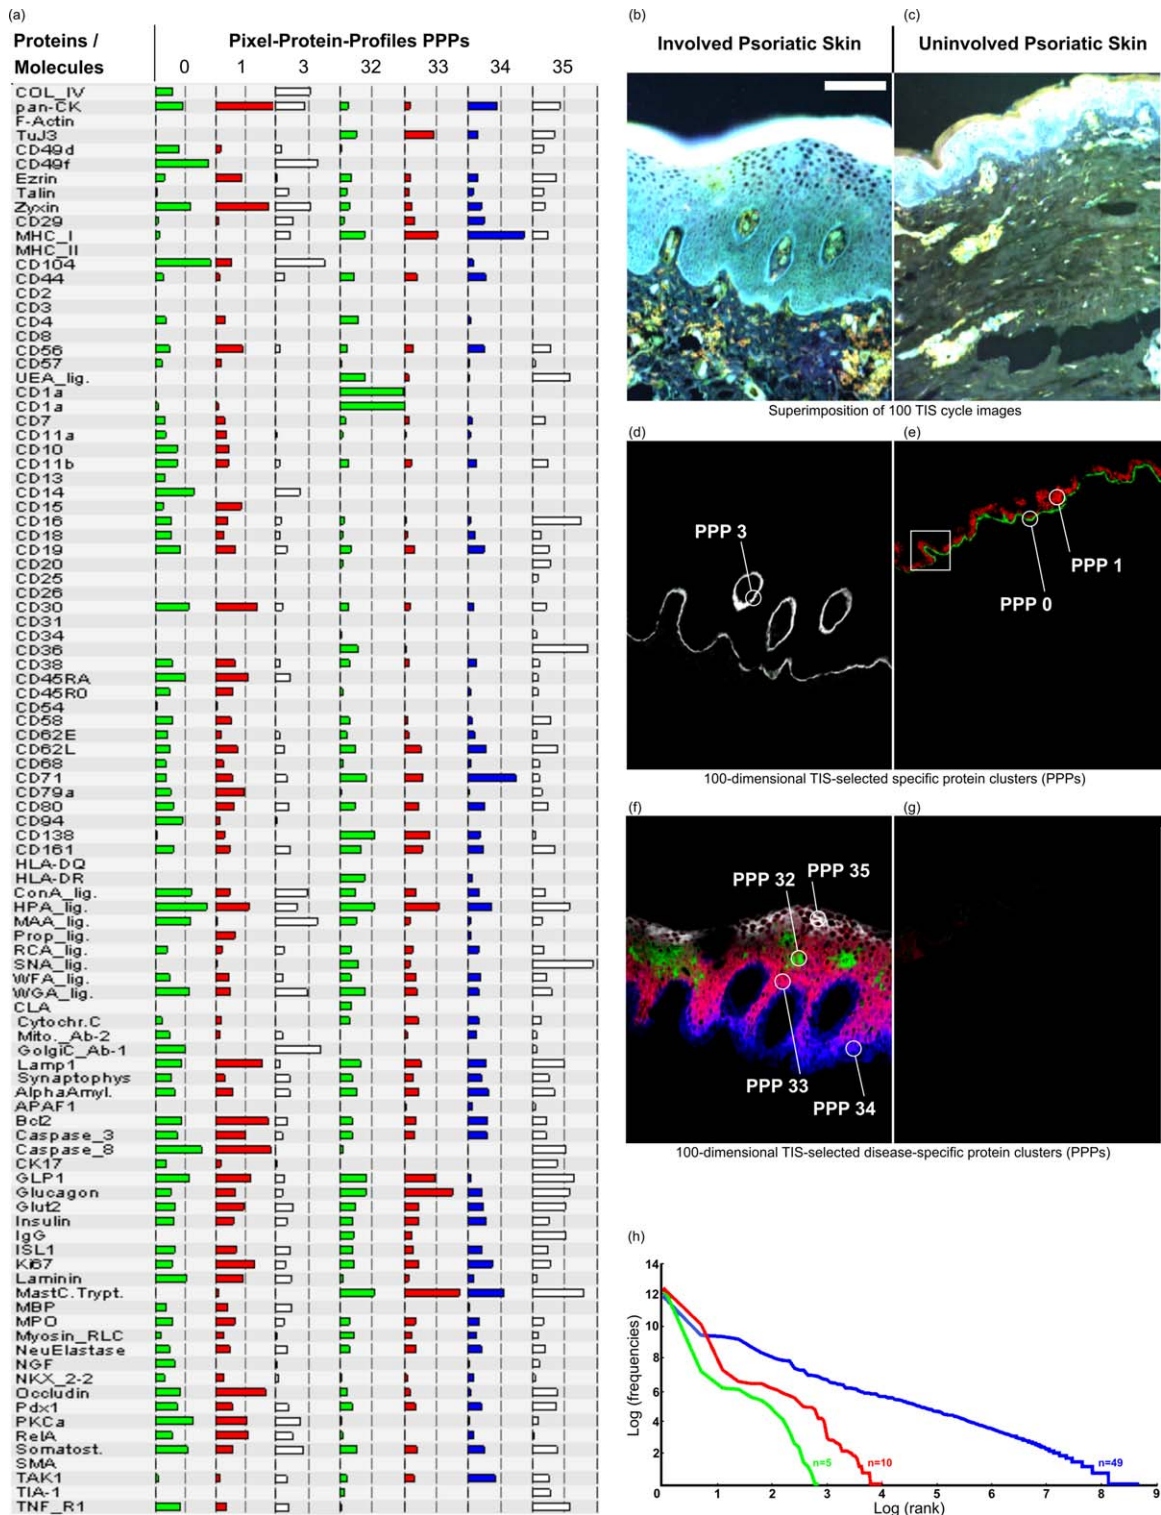 (a)
Proteins / Molecules
Pixel-Protein-Profiles PPPs
0 1 3 32 33 34 35
COL_IV
pan-CK
F-Actin
TuJ3
CD49d
CD49f
Ezrin
Talin
Zyxin
CD29
MHC_I
MHC_II
CD104
CD44
CD2
CD3
CD4
CD8
CD56
CD57
UEA_lig.
CD1a
CD1a
CD7
CD11a
CD10
CD11b
CD13
CD14
CD15
CD16
CD18
CD19
CD20
CD25
CD26
CD30
CD31
CD34
CD36
CD38
CD45RA
CD45R0
CD54
CD58
CD62E
CD62L
CD68
CD71
CD79a
CD80
CD94
CD138
CD161
HLA-DQ
HLA-DR
ConA_lig.
HPA_lig.
MAA_lig.
Prop_lig.
RCA_lig.
SNA_lig.
WFA_lig.
WGA_lig.
CLA
Cytochr.C
Mito._Ab-2
GolgiC_Ab-1
Lamp1
Synaptophys
AlphaAmyl.
APAF1
Bcl2
Caspase_3
Caspase_8
CK17
GLP1
Glucagon
Glut2
Insulin
IgG
ISL1
Ki67
Laminin
MastC.Trypt.
MBP
MPO
Myosin_RLC
NeuElastase
NGF
NKX_2-2
Occludin
Pdx1
PKCa
RelA
Somatost.
SMA
TAK1
TIA-1
TNF_R1
(b)
(c)
Involved Psoriatic Skin
Uninvolved Psoriatic Skin
Superimposition of 100 TIS cycle images
(d)
(e)
PPP 3
PPP 1
PPP 0
100-dimensional TIS-selected specific protein clusters (PPPs)
(f)
(g)
PPP 35
PPP 32
PPP 33
PPP 34
100-dimensional TIS-selected disease-specific protein clusters (PPPs)
(h)
Log (frequencies)
14
12
10
8
6
4
2
n=5
n=10
n=49
0 1 2 3 4 5 6 7 8 9
Log (rank)